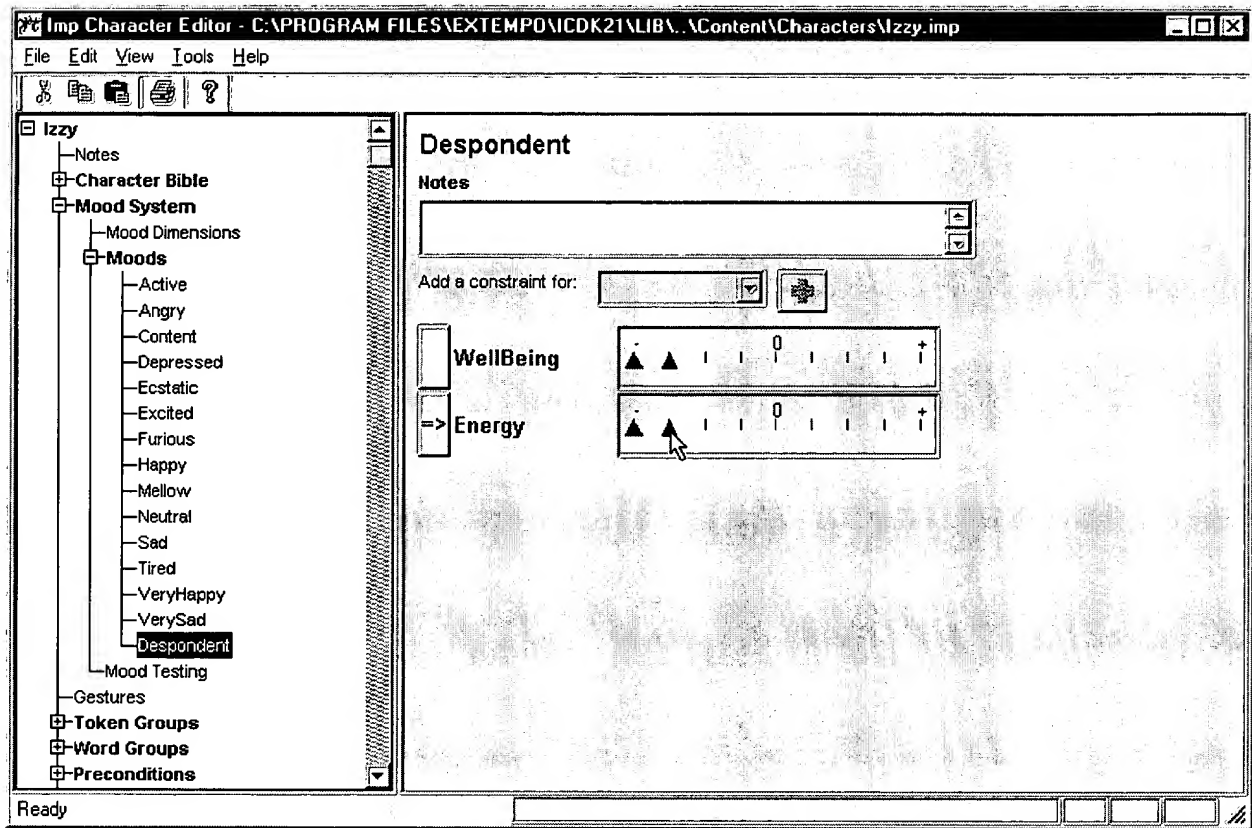 Imp Character Editor - C:\PROGRAM FILES\EXTEMPO\ICDK21\LIB\..\Content\Characters\Izzy.imp
File Edit View Tools Help
Izzy
Notes
Character Bible
Mood System
Mood Dimensions
Moods
Active
Angry
Content
Depressed
Ecstatic
Excited
Furious
Happy
Mellow
Neutral
Sad
Tired
VeryHappy
VerySad
Despondent
Mood Testing
Gestures
Token Groups
Word Groups
Preconditions
Despondent
Notes
Add a constraint for:
WellBeing - 0 +
=> Energy - 0 +
Ready